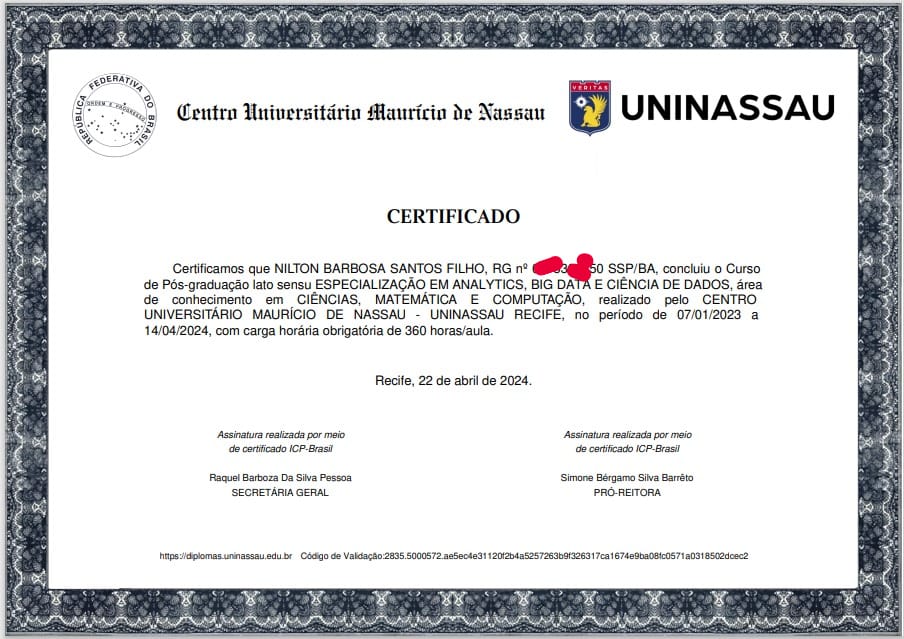 REPÚBLICA FEDERATIVA DO BRASIL
ORDEM E PROGRESSO
Centro Universitário Maurício de Nassau
VERITAS
UNINASSAU
CERTIFICADO
Certificamos que NILTON BARBOSA SANTOS FILHO, RG nº 50 SSP/BA, concluiu o Curso
de Pós-graduação lato sensu ESPECIALIZAÇÃO EM ANALYTICS, BIG DATA E CIÊNCIA DE DADOS, área
de conhecimento em CIÊNCIAS, MATEMÁTICA E COMPUTAÇÃO, realizado pelo CENTRO
UNIVERSITÁRIO MAURÍCIO DE NASSAU - UNINASSAU RECIFE, no período de 07/01/2023 a
14/04/2024, com carga horária obrigatória de 360 horas/aula.
Recife, 22 de abril de 2024.
Assinatura realizada por meio
de certificado ICP-Brasil
Raquel Barboza Da Silva Pessoa
SECRETÁRIA GERAL
Assinatura realizada por meio
de certificado ICP-Brasil
Simone Bérgamo Silva Barrêto
PRÓ-REITORA
https://diplomas.uninassau.edu.br Código de Validação:2835.5000572.ae5ec4e31120f2b4a5257263b9f326317ca1674e9ba08fc0571a0318502dcec2